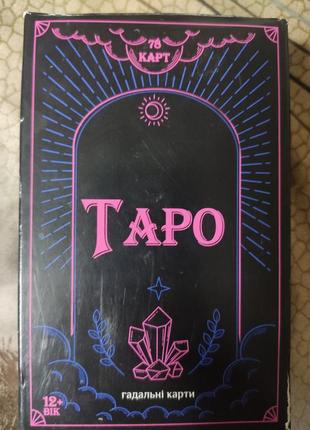 78
КАРТ
ТАРО
гадальні карти
12+
ВІК